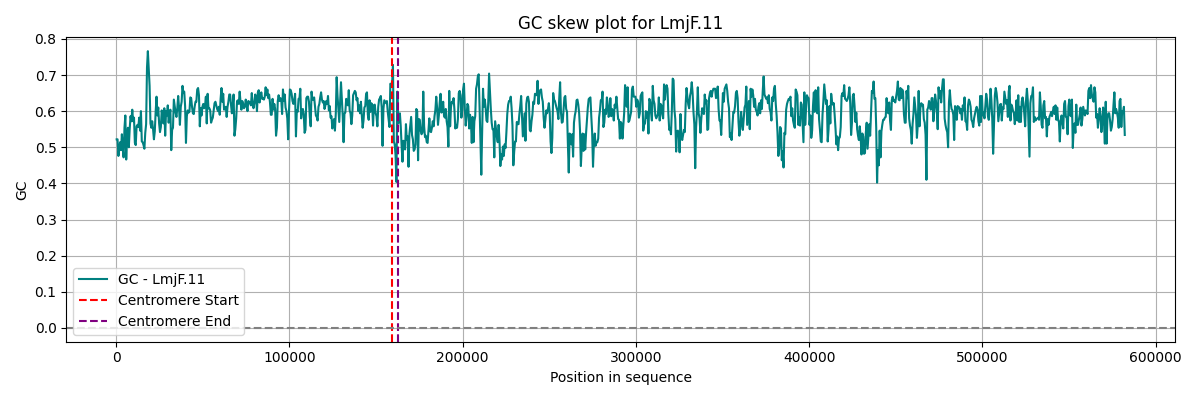 GC skew plot for LmjF.11
GC
0.8
0.7
0.6
0.5
0.4
0.3
0.2
0.1
0.0
GC - LmjF.11
Centromere Start
Centromere End
0 100000 200000 300000 400000 500000 600000
Position in sequence